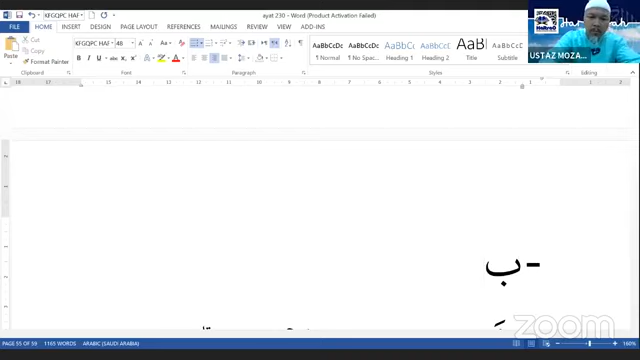 ayat 230 - Word (Product Activation Failed)
KFGQPC HAF
FILE HOME INSERT DESIGN PAGE LAYOUT REFERENCES MAILINGS REVIEW VIEW ADD-INS
Paste
Cut
Copy
Format Painter
Clipboard
KFGQPC HAF 48
Font
Paragraph
AaBbCcDc AaBbCcDc AaBbCc AaBbCcC AaB AaBbCcD
¶ Normal ¶ No Spac... Heading 1 Heading 2 Title Subtitle
Styles
Editing
USTAZ MOZA...
- ب
zoom
PAGE 55 OF 59 1165 WORDS ARABIC (SAUDI ARABIA)
160%